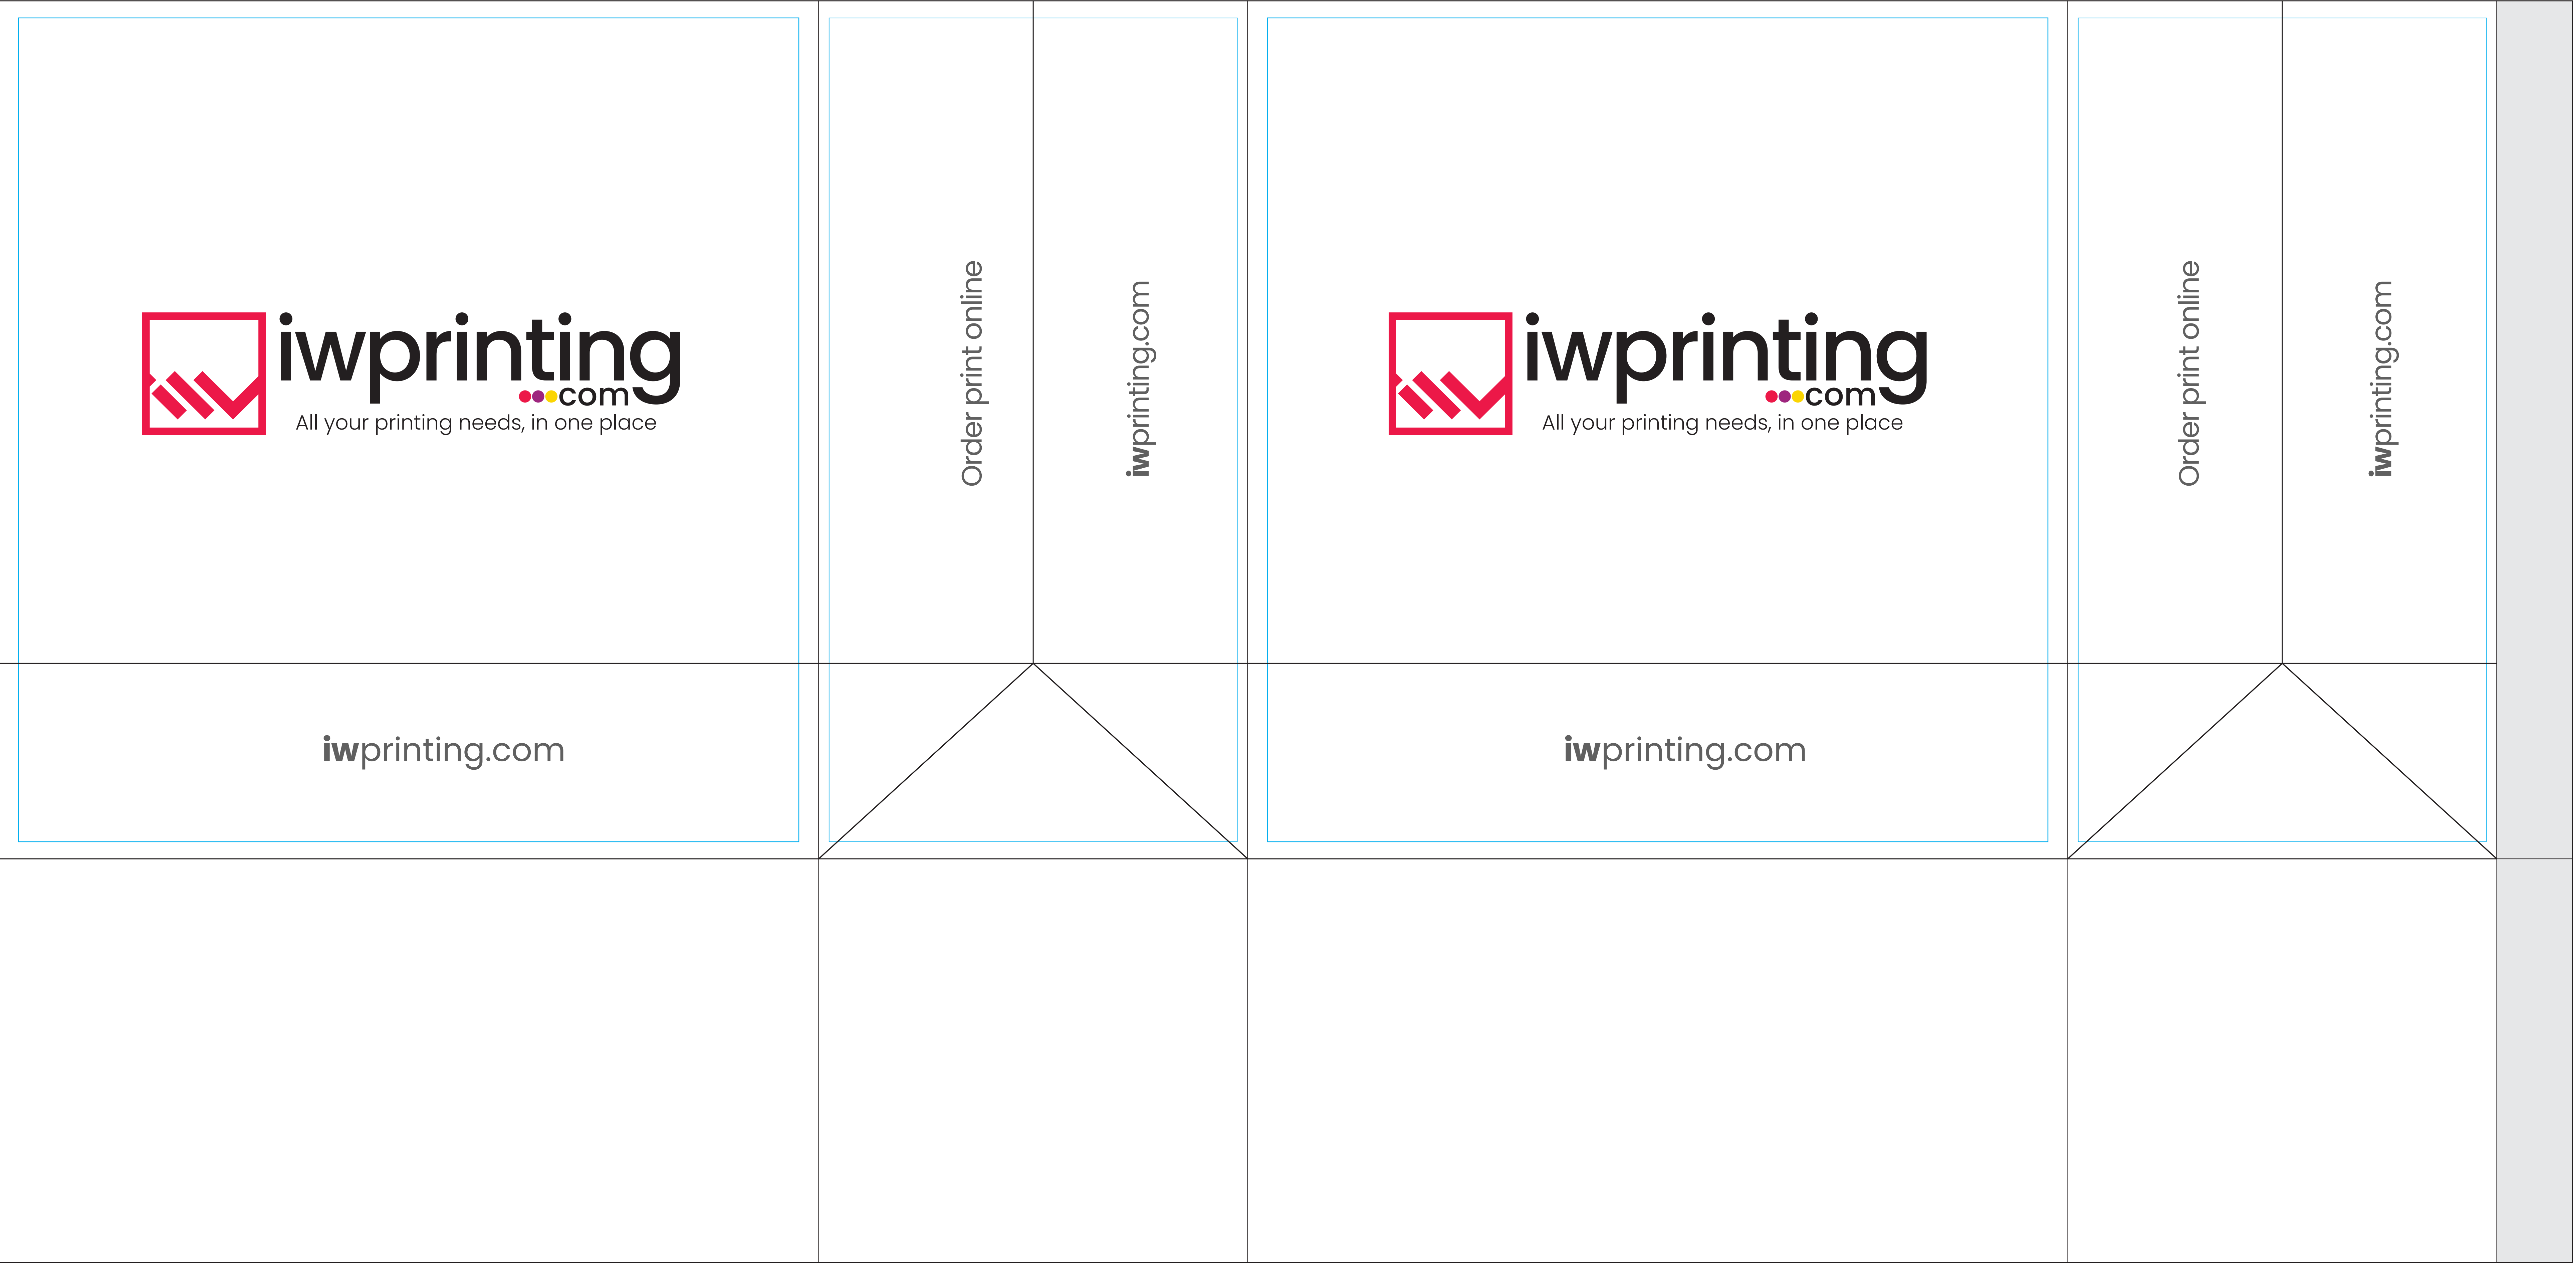 iwprinting
com
All your printing needs, in one place
Order print online
iwprinting.com
iwprinting
com
All your printing needs, in one place
Order print online
iwprinting.com
iwprinting.com
iwprinting.com